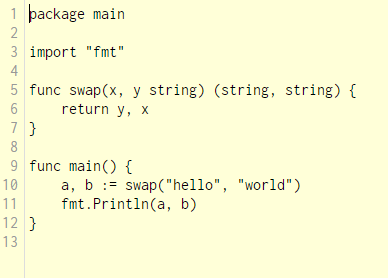 1 package main
2
3 import "fmt"
4
5 func swap(x, y string) (string, string) {
6     return y, x
7 }
8
9 func main() {
10     a, b := swap("hello", "world")
11     fmt.Println(a, b)
12 }
13